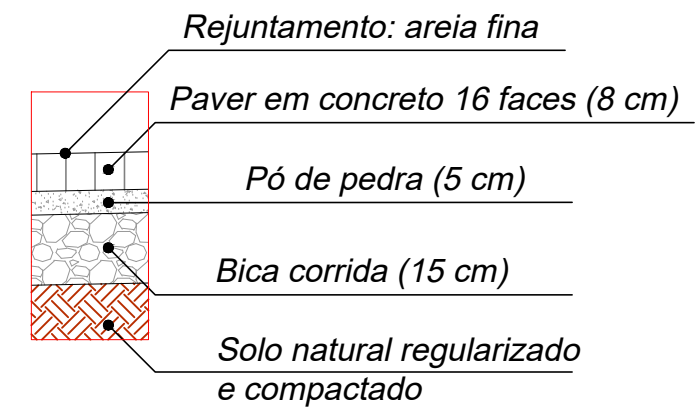 Rejuntamento: areia fina
Paver em concreto 16 faces (8 cm)
Pó de pedra (5 cm)
Bica corrida (15 cm)
Solo natural regularizado
e compactado